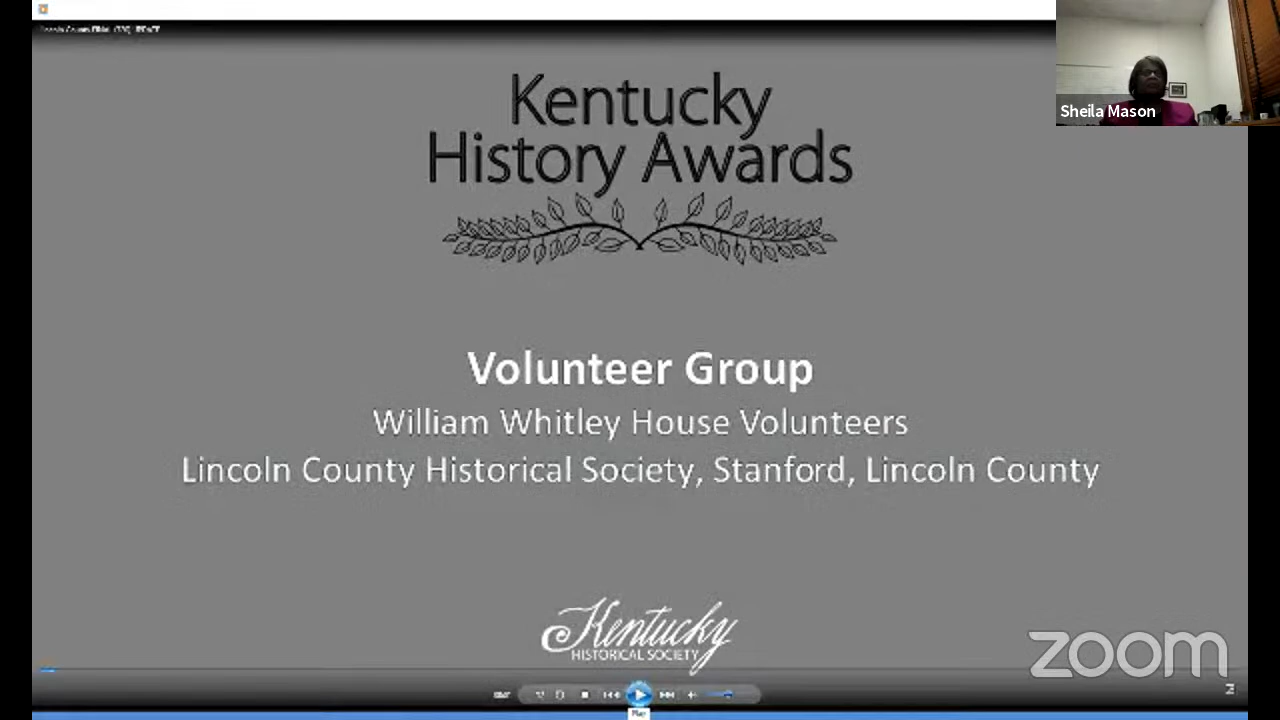 Sheila Mason
Kentucky
History Awards
Volunteer Group
William Whitley House Volunteers
Lincoln County Historical Society, Stanford, Lincoln County
Kentucky
HISTORICAL SOCIETY
zoom
Play